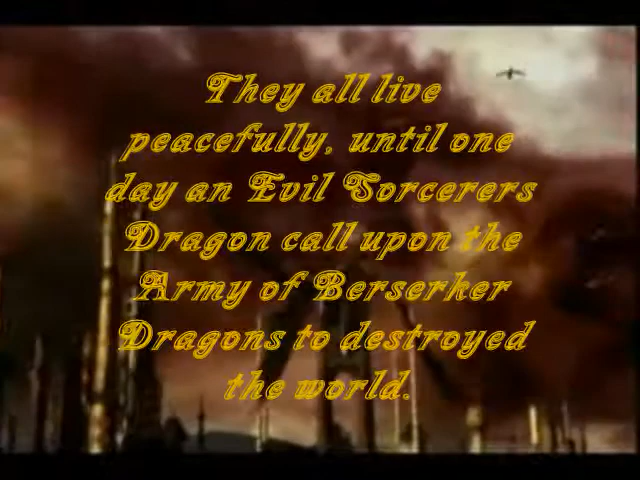 They all live
peacefully, until one
day an Evil Sorcerers
Dragon call upon the
Army of Berserker
Dragons to destroyed
the world.